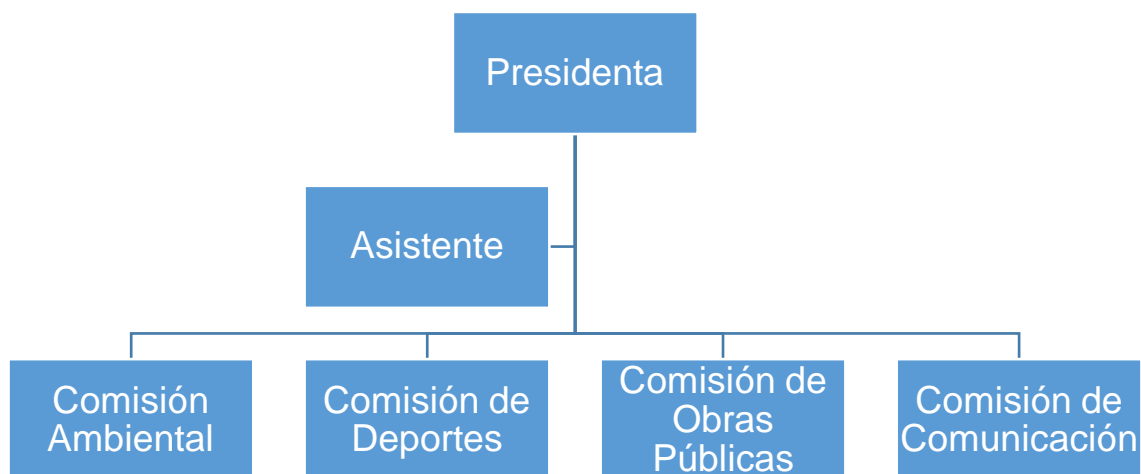 Presidenta
Asistente
Comisión
Ambiental
Comisión de
Deportes
Comisión de
Obras
Públicas
Comisión de
Comunicación